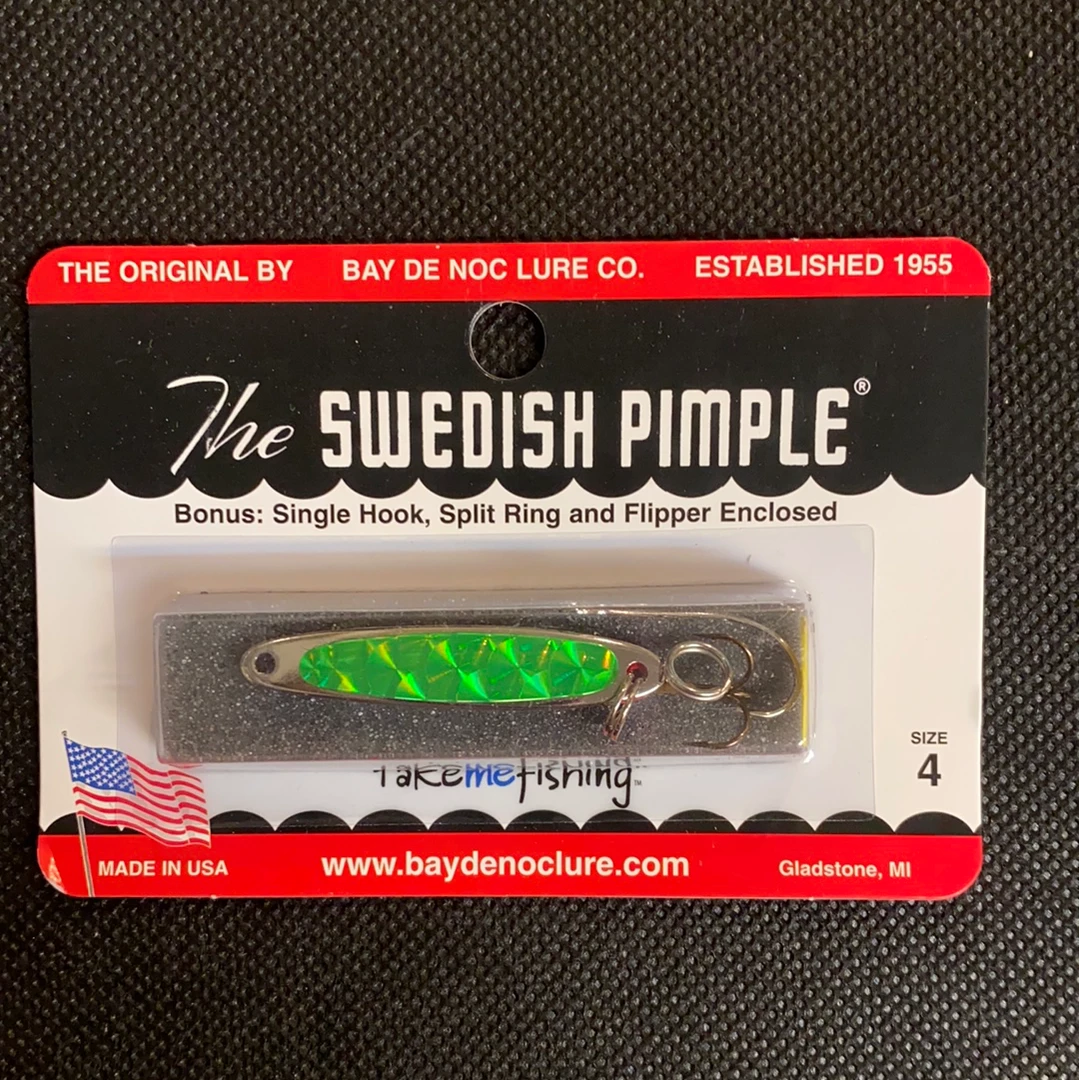 THE ORIGINAL BY BAY DE NOC LURE CO. ESTABLISHED 1955
The SWEDISH PIMPLE®
Bonus: Single Hook, Split Ring and Flipper Enclosed
SIZE
4
takemefishing™
MADE IN USA www.baydenoclure.com Gladstone, MI